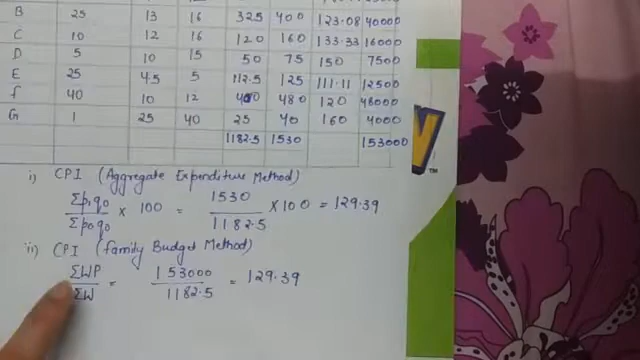 B 25 13 16 325 400 123.08 40000
C 10 12 16 120 160 133.33 16000
D 5 10 15 50 75 150 7500
E 25 4.5 5 112.5 125 111.11 12500
f 40 10 12 400 480 120 48000
G 1 25 40 25 40 160 4000
1182.5 1530 153000
i) CPI (Aggregate Expenditure Method)
Σp₁q₀ / Σp₀q₀ × 100 = 1530 / 1182.5 × 100 = 129.39
ii) CPI (family Budget Method)
ΣWP / ΣW = 153000 / 1182.5 = 129.39
TM